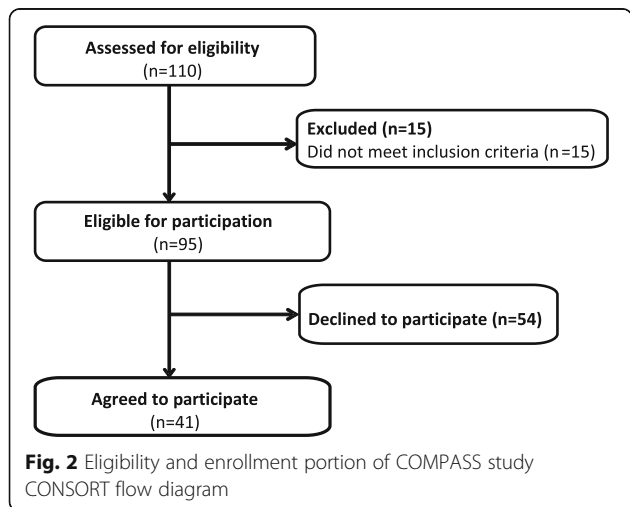 Assessed for eligibility
(n=110)
Excluded (n=15)
Did not meet inclusion criteria (n=15)
Eligible for participation
(n=95)
Declined to participate (n=54)
Agreed to participate
(n=41)
Fig. 2 Eligibility and enrollment portion of COMPASS study
CONSORT flow diagram